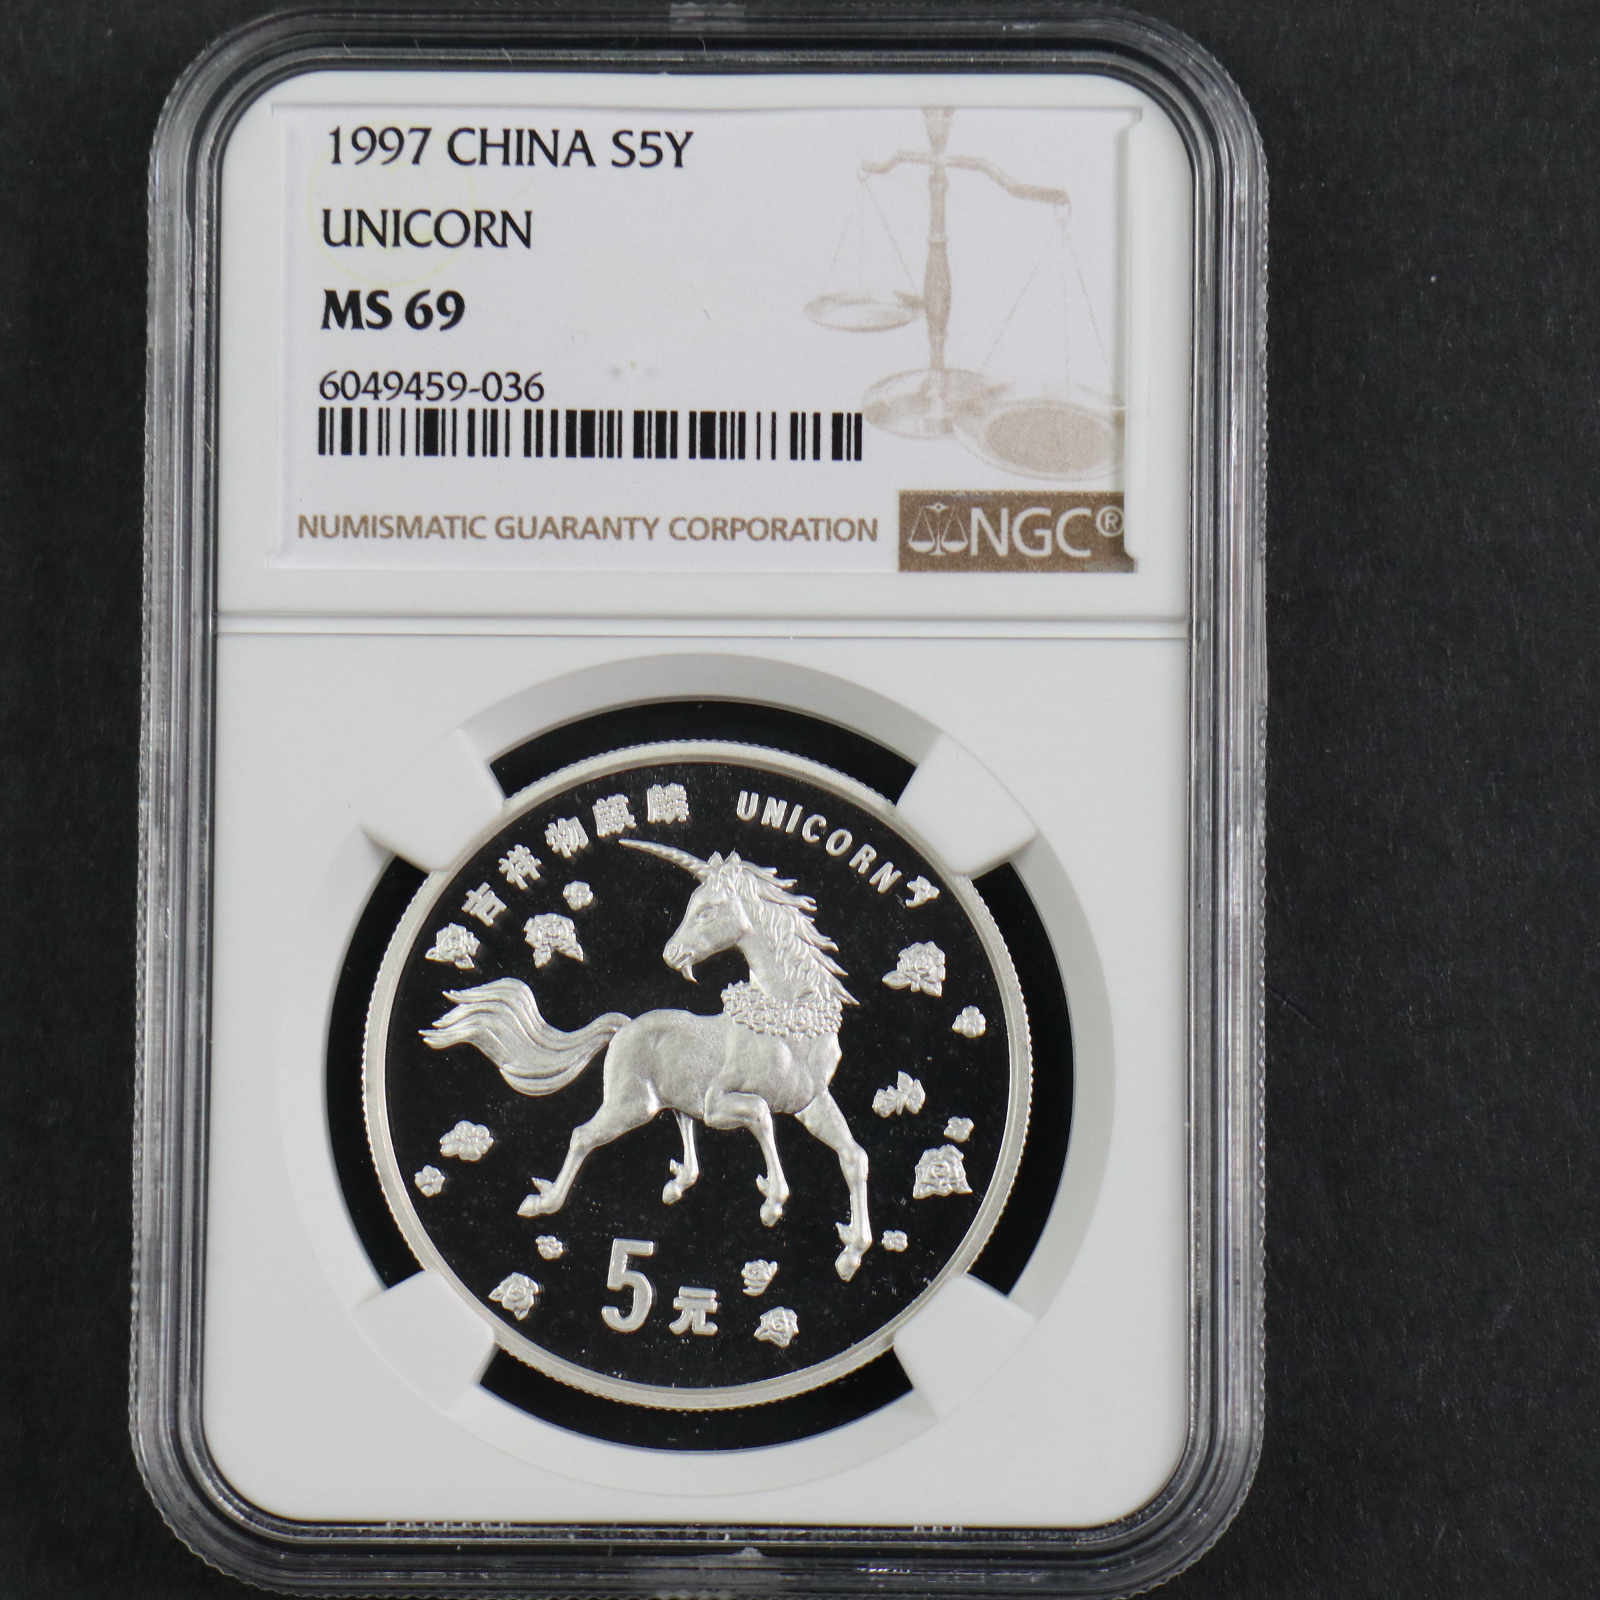 1997 CHINA S5Y
UNICORN
MS 69
6049459-036
NUMISMATIC GUARANTY CORPORATION
NGC®
吉祥物麒麟
UNICORN
5元